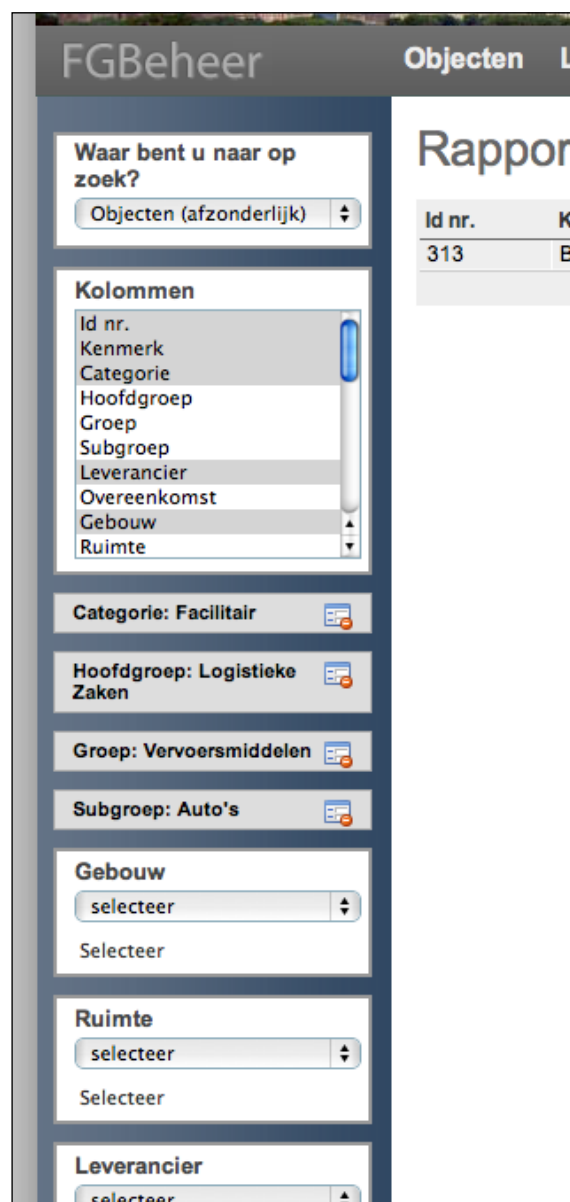 FGBeheer
Objecten
Waar bent u naar op
zoek?
Objecten (afzonderlijk)
Kolommen
Id nr.
Kenmerk
Categorie
Hoofdgroep
Groep
Subgroep
Leverancier
Overeenkomst
Gebouw
Ruimte
Categorie: Facilitair
Hoofdgroep: Logistieke
Zaken
Groep: Vervoersmiddelen
Subgroep: Auto's
Gebouw
selecteer
Selecteer
Ruimte
selecteer
Selecteer
Leverancier
selecteer
Rappor
Id nr. K
313 B